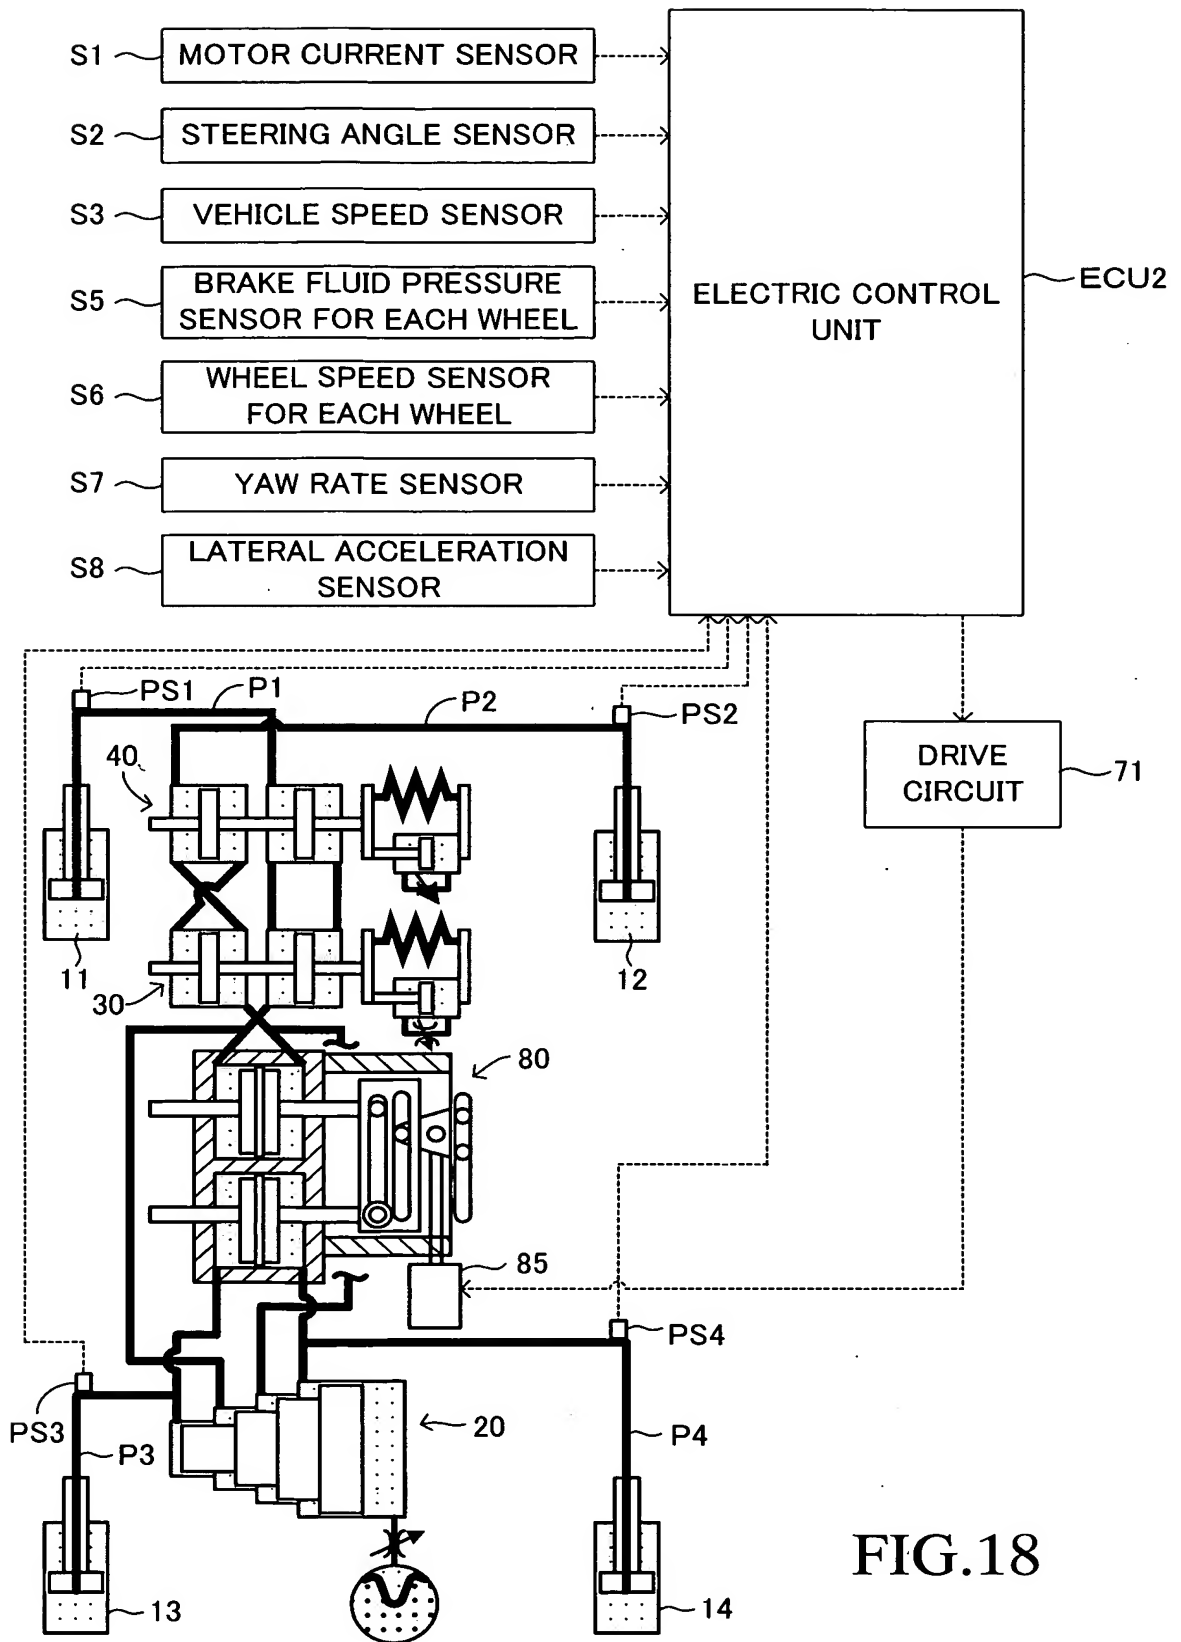 S1 MOTOR CURRENT SENSOR
S2 STEERING ANGLE SENSOR
S3 VEHICLE SPEED SENSOR
S5 BRAKE FLUID PRESSURE
SENSOR FOR EACH WHEEL
S6 WHEEL SPEED SENSOR
FOR EACH WHEEL
S7 YAW RATE SENSOR
S8 LATERAL ACCELERATION
SENSOR
ELECTRIC CONTROL
UNIT
ECU2
PS1
P1
P2
PS2
40
DRIVE
CIRCUIT
71
11
30
12
80
85
PS4
PS3
P3
20
P4
13
14
FIG.18